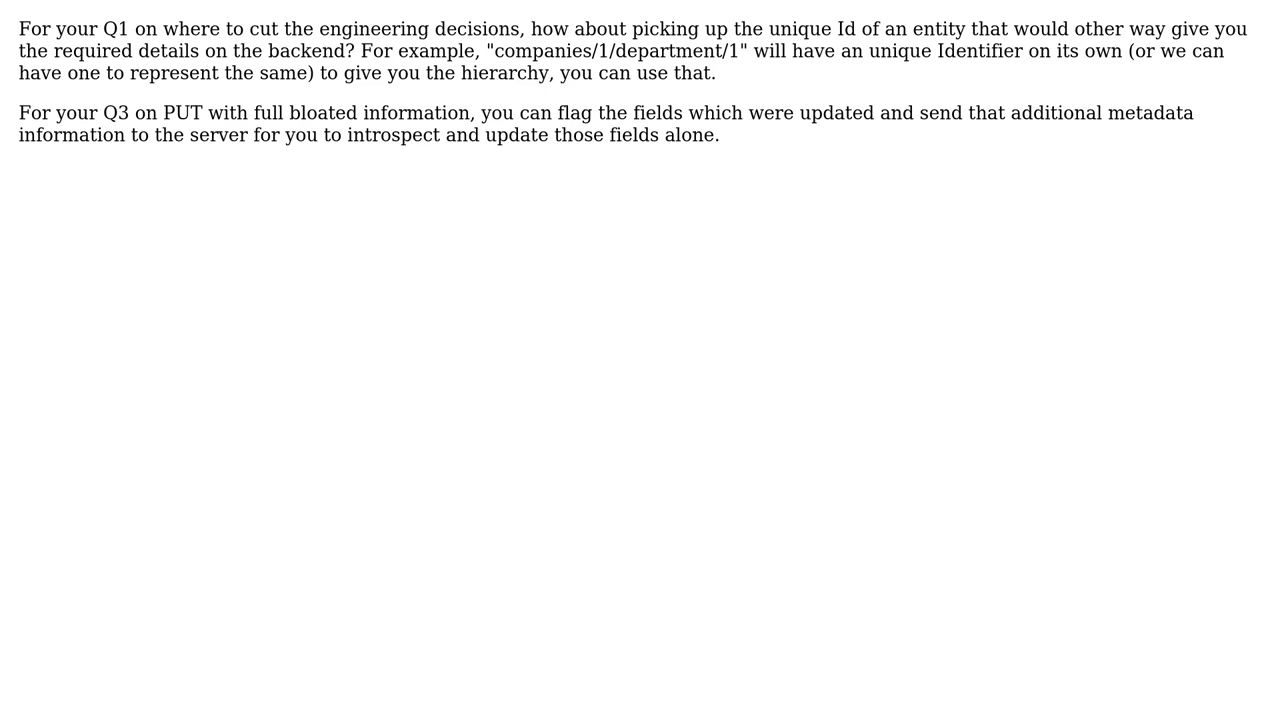 For your Q1 on where to cut the engineering decisions, how about picking up the unique Id of an entity that would other way give you
the required details on the backend? For example, "companies/1/department/1" will have an unique Identifier on its own (or we can
have one to represent the same) to give you the hierarchy, you can use that.
For your Q3 on PUT with full bloated information, you can flag the fields which were updated and send that additional metadata
information to the server for you to introspect and update those fields alone.